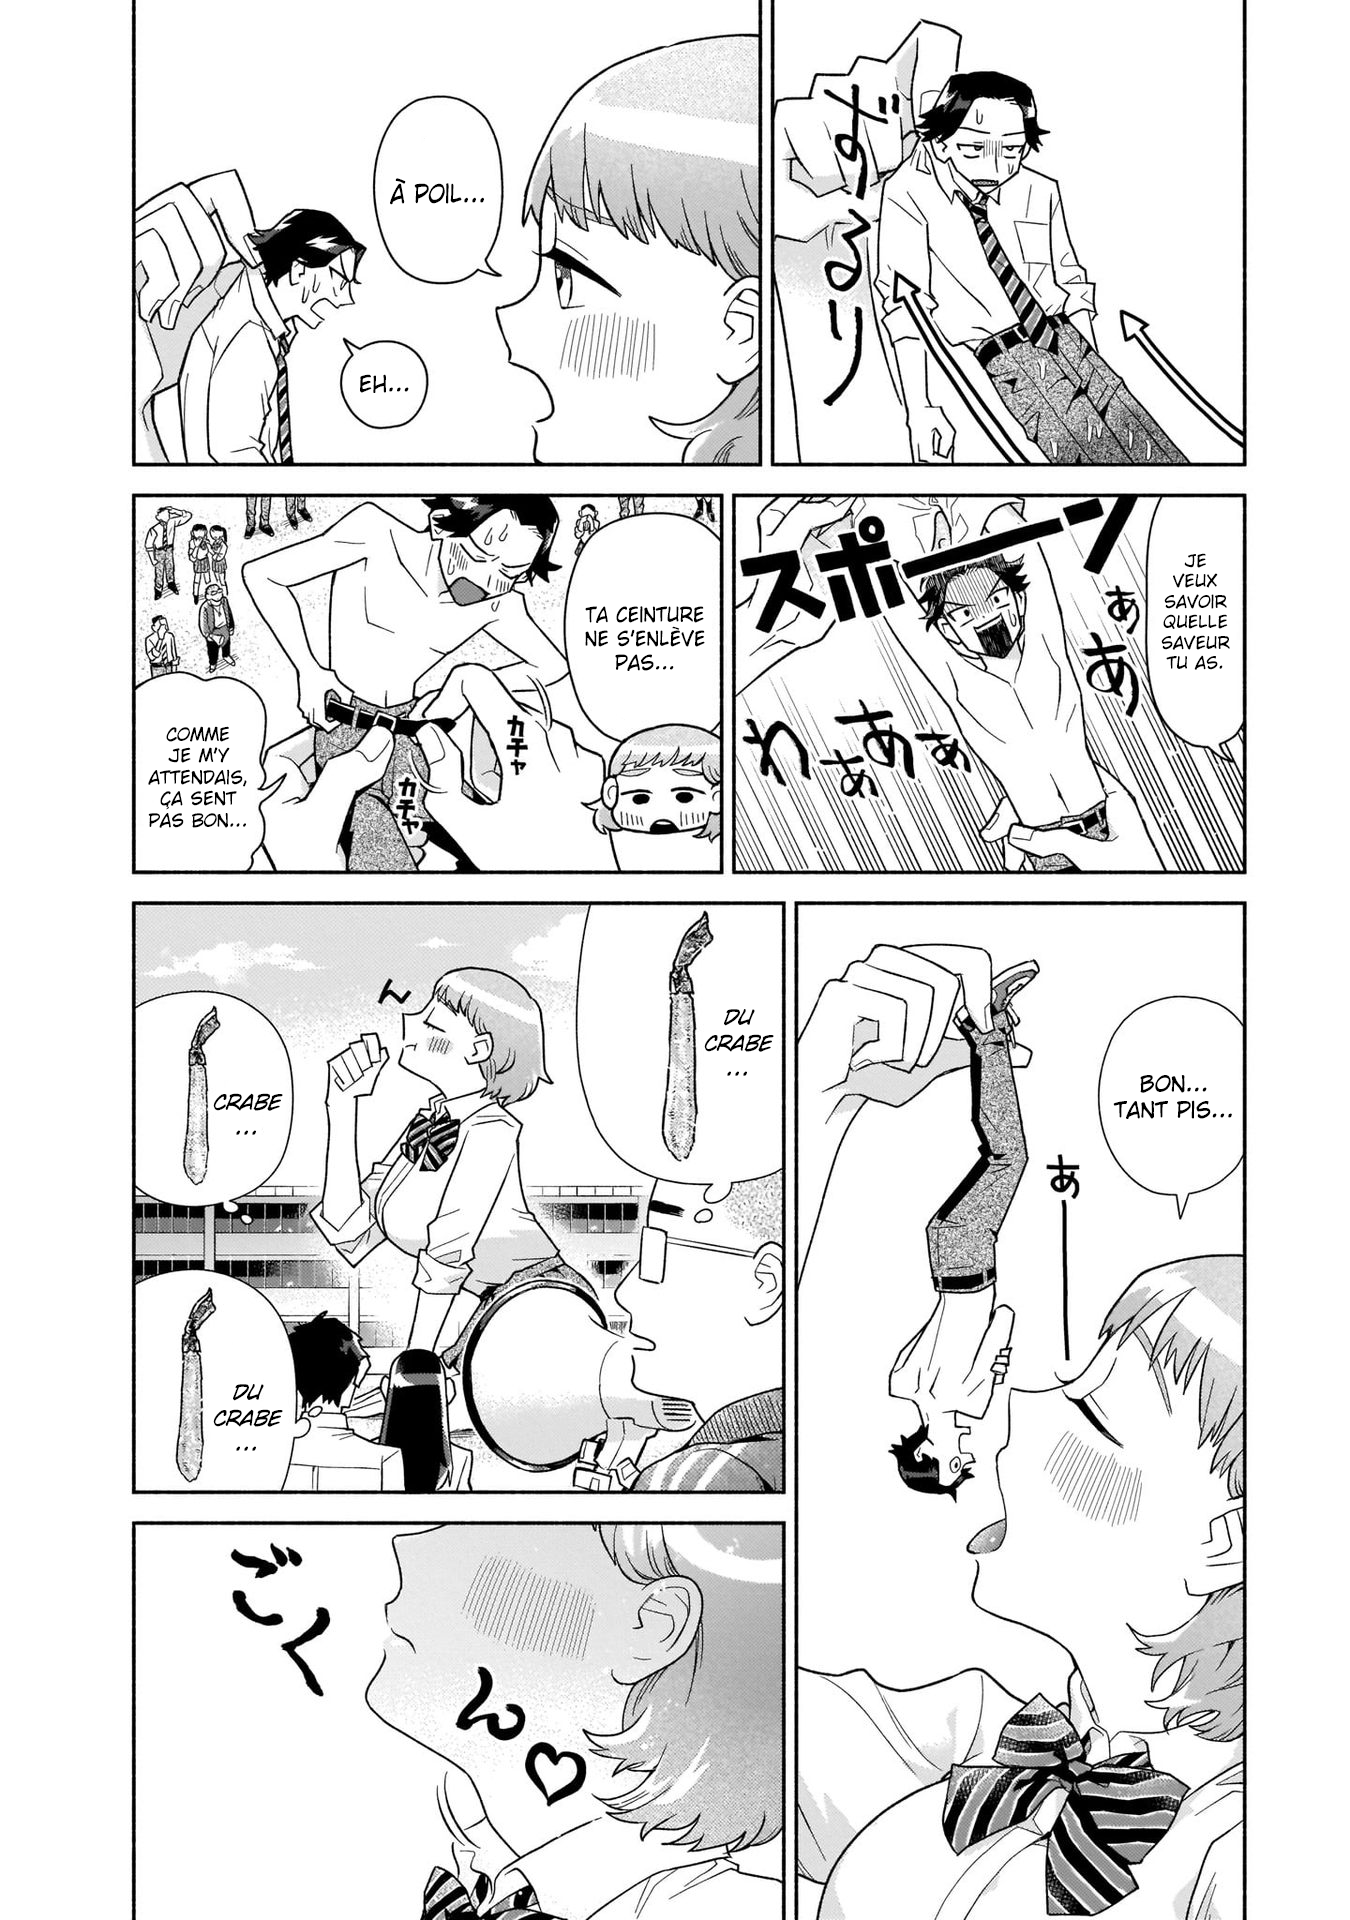 ずるり
À POIL...
EH...
JE
VEUX
SAVOIR
QUELLE
SAVEUR
TU AS.
スポーン
わぁあぁあぁ
TA CEINTURE
NE S'ENLÈVE
PAS...
カチャ
カチャ
COMME
JE M'Y
ATTENDAIS,
ÇA SENT
PAS BON...
BON...
TANT PIS...
あ
DU
CRABE
...
ん
CRABE
...
DU
CRABE
...
ごく
ん♡